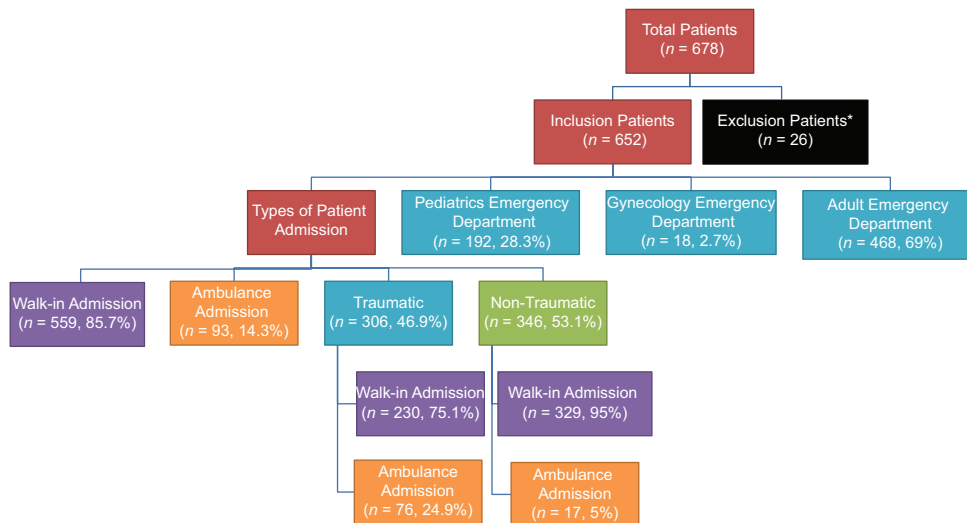 Total Patients
(n = 678)
Inclusion Patients
(n = 652)
Exclusion Patients*
(n = 26)
Types of Patient
Admission
Pediatrics Emergency
Department
(n = 192, 28.3%)
Gynecology Emergency
Department
(n = 18, 2.7%)
Adult Emergency
Department
(n = 468, 69%)
Walk-in Admission
(n = 559, 85.7%)
Ambulance
Admission
(n = 93, 14.3%)
Traumatic
(n = 306, 46.9%)
Non-Traumatic
(n = 346, 53.1%)
Walk-in Admission
(n = 230, 75.1%)
Walk-in Admission
(n = 329, 95%)
Ambulance
Admission
(n = 76, 24.9%)
Ambulance
Admission
(n = 17, 5%)